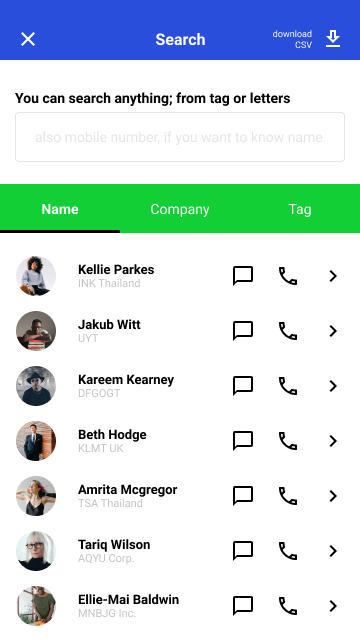 Search
download
CSV
You can search anything; from tag or letters
also mobile number, if you want to know name
Name
Company
Tag
Kellie Parkes
INK Thailand
Jakub Witt
UYT
Kareem Kearney
DFGOGT
Beth Hodge
KLMT UK
Amrita Mcgregor
TSA Thailand
Tariq Wilson
AQYU Corp.
Ellie-Mai Baldwin
MNBJG Inc.